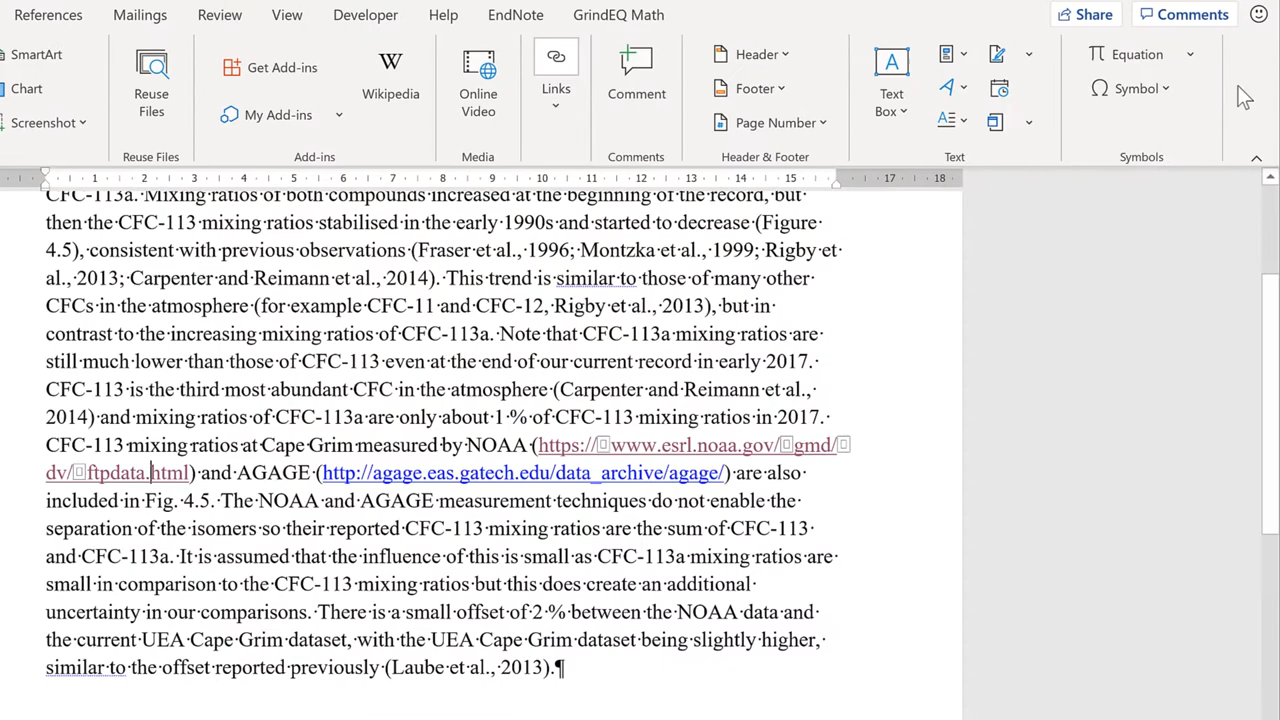 References Mailings Review View Developer Help EndNote GrindEQ Math Share Comments
SmartArt
Chart
Screenshot
Reuse Files
Get Add-ins
My Add-ins
Wikipedia
Online Video
Links
Comment
Header
Footer
Page Number
Text Box
Equation
Symbol
Reuse Files Add-ins Media Comments Header & Footer Text Symbols
1 2 3 4 5 6 7 8 9 10 11 12 13 14 15 17 18
CFC-113a. Mixing ratios of both compounds increased at the beginning of the record, but
then the CFC-113 mixing ratios stabilised in the early 1990s and started to decrease (Figure
4.5), consistent with previous observations (Fraser et al., 1996; Montzka et al., 1999; Rigby et
al., 2013; Carpenter and Reimann et al., 2014). This trend is similar to those of many other
CFCs in the atmosphere (for example CFC-11 and CFC-12, Rigby et al., 2013), but in
contrast to the increasing mixing ratios of CFC-113a. Note that CFC-113a mixing ratios are
still much lower than those of CFC-113 even at the end of our current record in early 2017.
CFC-113 is the third most abundant CFC in the atmosphere (Carpenter and Reimann et al.,
2014) and mixing ratios of CFC-113a are only about 1 % of CFC-113 mixing ratios in 2017.
CFC-113 mixing ratios at Cape Grim measured by NOAA (https://www.esrl.noaa.gov/gmd/
dv/ftpdata.html) and AGAGE (http://agage.eas.gatech.edu/data_archive/agage/) are also
included in Fig. 4.5. The NOAA and AGAGE measurement techniques do not enable the
separation of the isomers so their reported CFC-113 mixing ratios are the sum of CFC-113
and CFC-113a. It is assumed that the influence of this is small as CFC-113a mixing ratios are
small in comparison to the CFC-113 mixing ratios but this does create an additional
uncertainty in our comparisons. There is a small offset of 2 % between the NOAA data and
the current UEA Cape Grim dataset, with the UEA Cape Grim dataset being slightly higher,
similar to the offset reported previously (Laube et al., 2013).¶